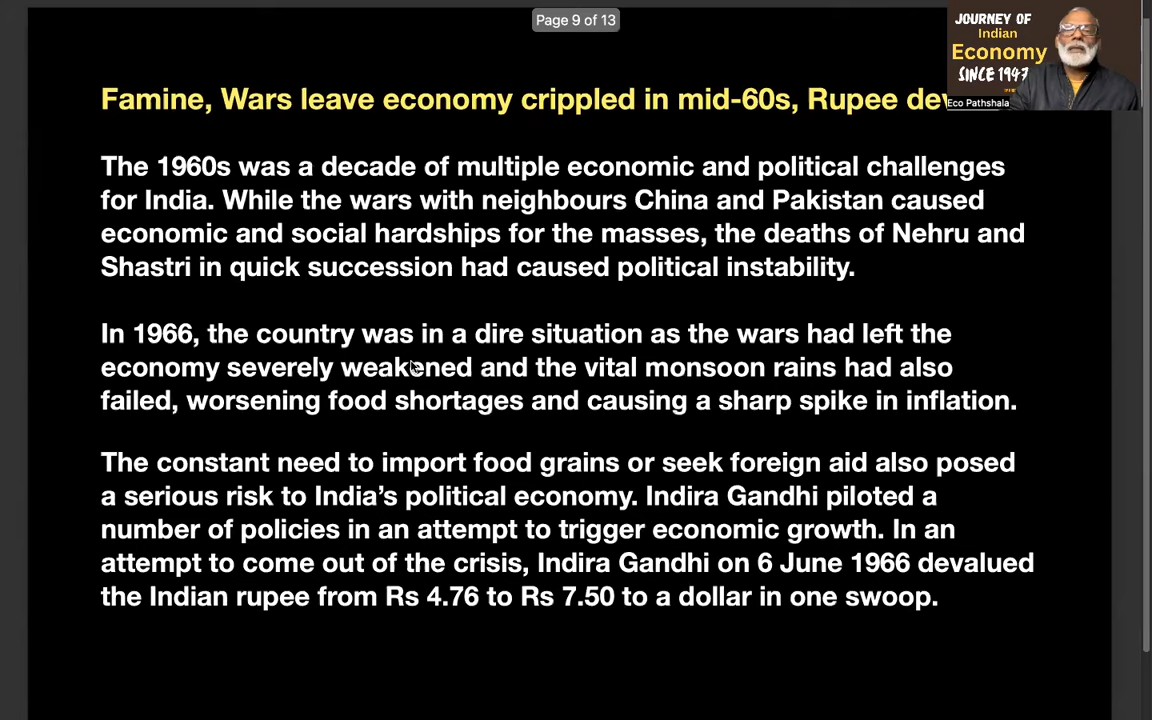 Page 9 of 13
JOURNEY OF
Indian
Economy
SINCE 1947
Eco Pathshala
Famine, Wars leave economy crippled in mid-60s, Rupee
The 1960s was a decade of multiple economic and political challenges
for India. While the wars with neighbours China and Pakistan caused
economic and social hardships for the masses, the deaths of Nehru and
Shastri in quick succession had caused political instability.
In 1966, the country was in a dire situation as the wars had left the
economy severely weakened and the vital monsoon rains had also
failed, worsening food shortages and causing a sharp spike in inflation.
The constant need to import food grains or seek foreign aid also posed
a serious risk to India’s political economy. Indira Gandhi piloted a
number of policies in an attempt to trigger economic growth. In an
attempt to come out of the crisis, Indira Gandhi on 6 June 1966 devalued
the Indian rupee from Rs 4.76 to Rs 7.50 to a dollar in one swoop.